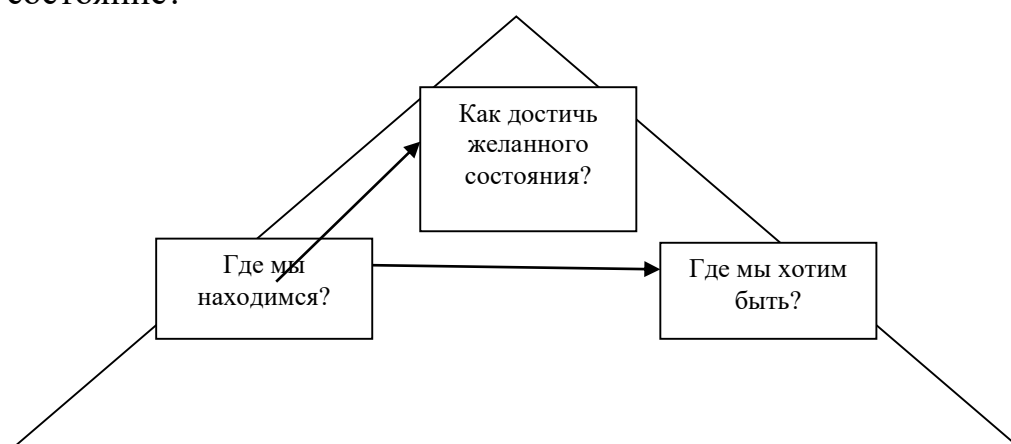 состояние?
Как достичь
желанного
состояния?
Где мы
находимся?
Где мы хотим
быть?